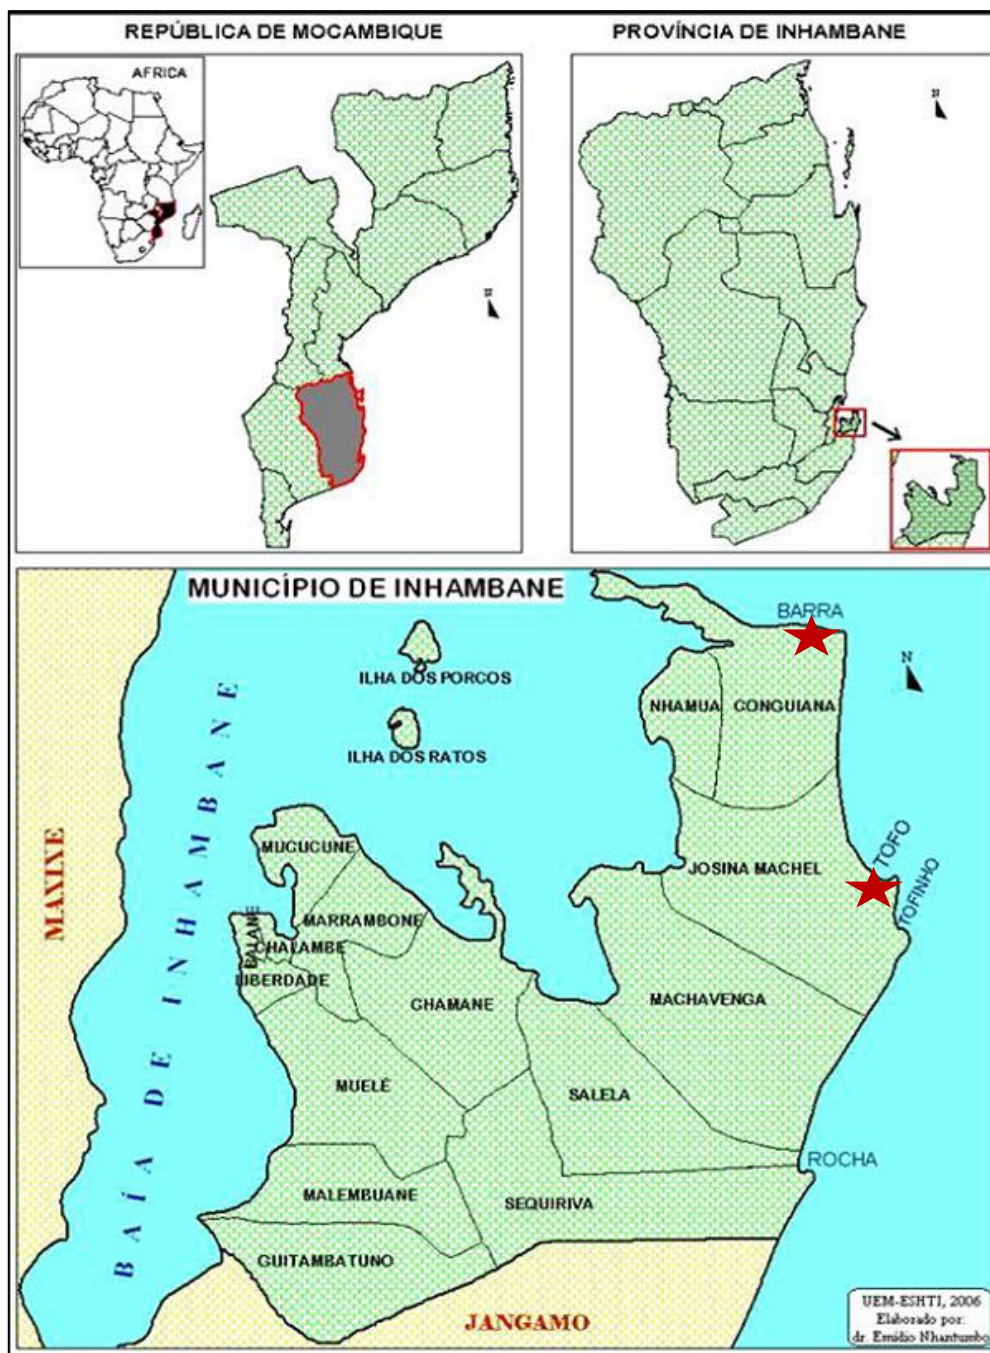 REPÚBLICA DE MOCAMBIQUE
PROVÍNCIA DE INHAMBANE
AFRICA
N
N
MUNICÍPIO DE INHAMBANE
BARRA
N
ILHA DOS PORCOS
NHAMUA
CONGUIANA
ILHA DOS RATOS
BAÍA DE INHAMBANE
MAXIXE
MUCUCUNE
TOFO
JOSINA MACHEL
TOFINHO
MARRAMBONE
BALANE
CHALAMBE
LIBERDADE
CHAMANE
MACHAVENGA
MUELÉ
SALELA
ROCHA
MALEMBUANE
SEQUIRIVA
GUITAMBATUNO
JANGAMO
UEM-ESHTI, 2006
Elaborado por:
dr. Emídio Nhantumbo